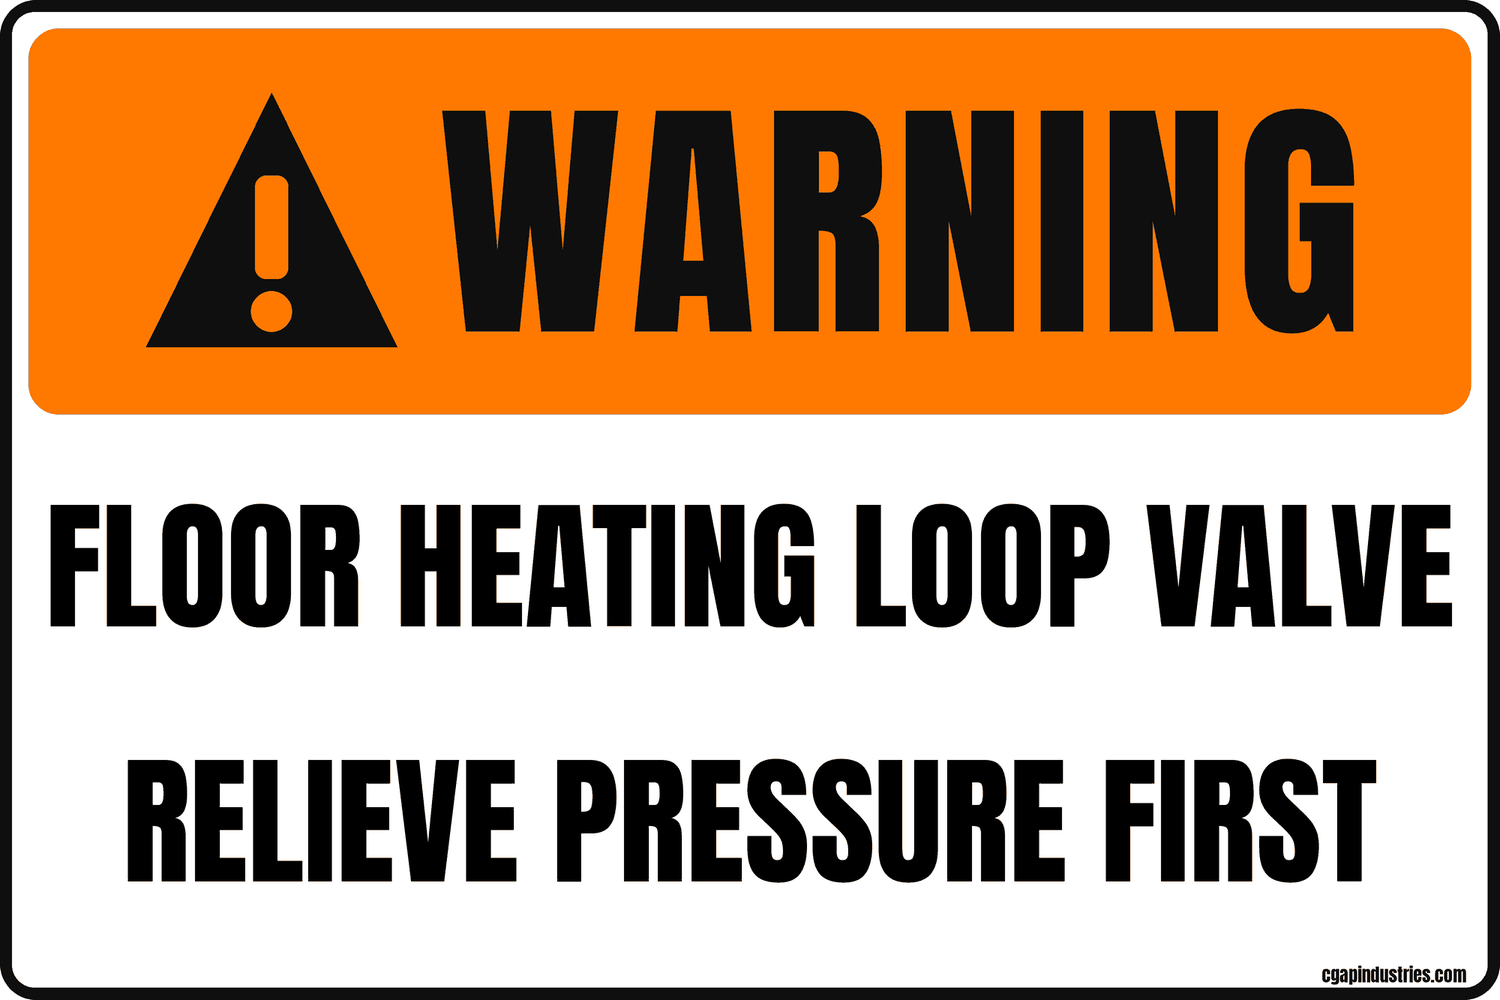 WARNING
FLOOR HEATING LOOP VALVE
RELIEVE PRESSURE FIRST
cgapindustries.com